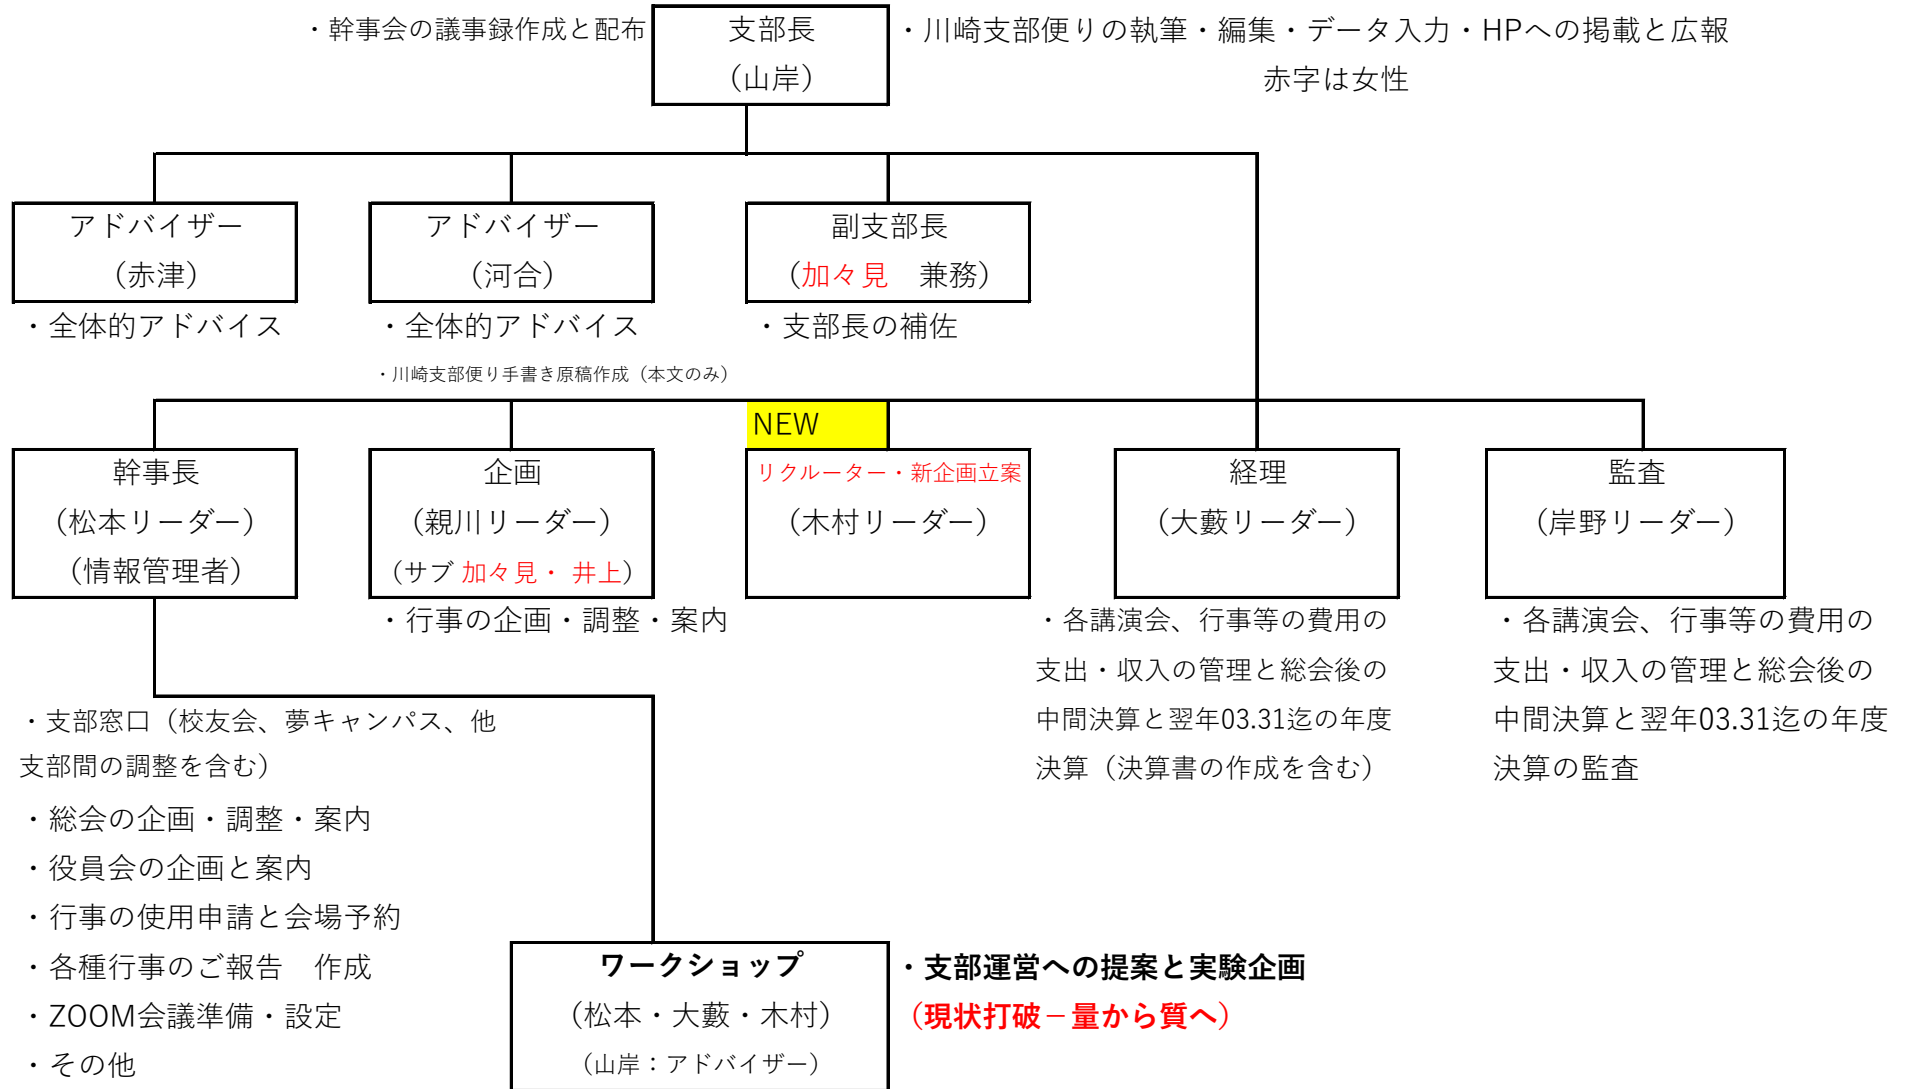 ・幹事会の議事録作成と配布
支部長
（山岸）
・川崎支部便りの執筆・編集・データ入力・HPへの掲載と広報
赤字は女性
アドバイザー
（赤津）
・全体的アドバイス
アドバイザー
（河合）
・全体的アドバイス
・川崎支部便り手書き原稿作成（本文のみ）
副支部長
（加々見　兼務）
・支部長の補佐
幹事長
（松本リーダー）
（情報管理者）
企画
（親川リーダー）
（サブ 加々見・ 井上）
・行事の企画・調整・案内
NEW
リクルーター・新企画立案
（木村リーダー）
経理
（大藪リーダー）
・各講演会、行事等の費用の
支出・収入の管理と総会後の
中間決算と翌年03.31迄の年度
決算（決算書の作成を含む）
監査
（岸野リーダー）
・各講演会、行事等の費用の
支出・収入の管理と総会後の
中間決算と翌年03.31迄の年度
決算の監査
・支部窓口（校友会、夢キャンパス、他
支部間の調整を含む）
・総会の企画・調整・案内
・役員会の企画と案内
・行事の使用申請と会場予約
・各種行事のご報告　作成
・ZOOM会議準備・設定
・その他
ワークショップ
（松本・大藪・木村）
（山岸：アドバイザー）
・支部運営への提案と実験企画
（現状打破－量から質へ）